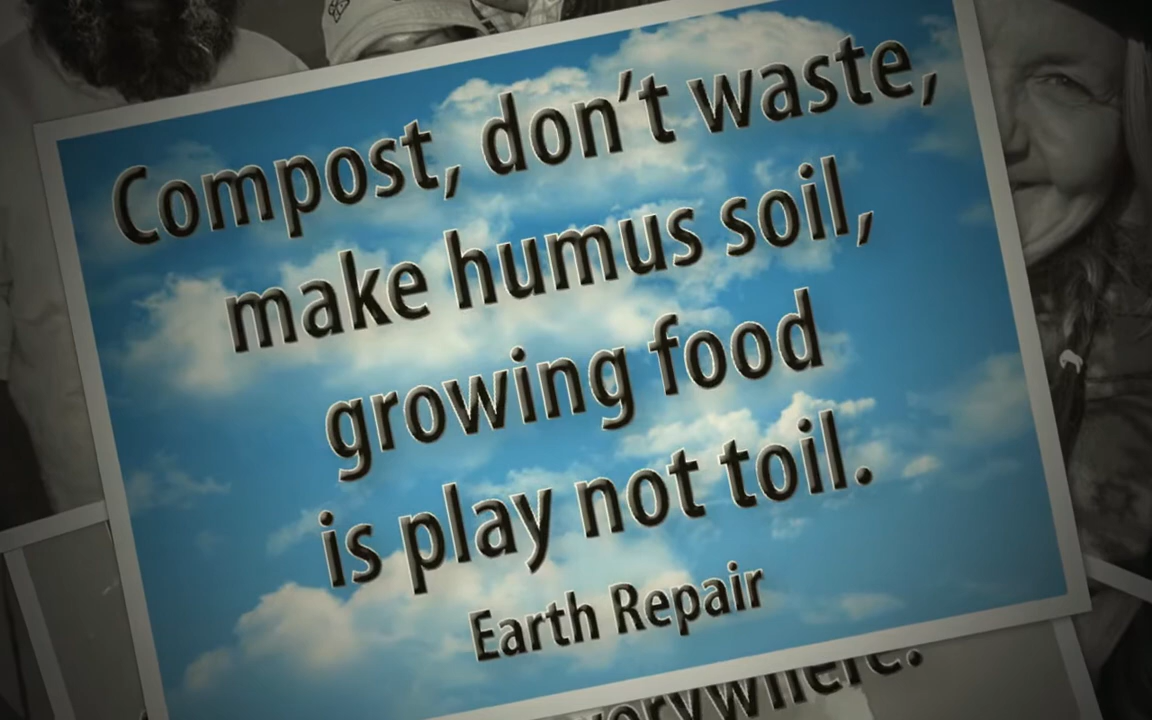 Compost, don't waste,
make humus soil,
growing food
is play not toil.
Earth Repair